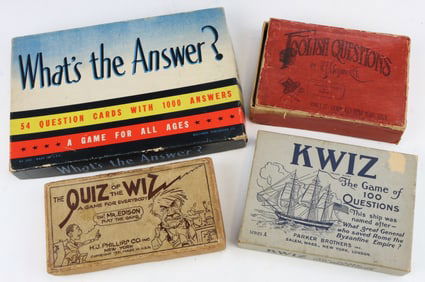 What's the Answer?
54 QUESTION CARDS WITH 1000 ANSWERS
A GAME FOR ALL AGES
FOOLISH QUESTIONS
THE QUIZ OF THE WIZ
A GAME FOR EVERYBODY
MR. EDISON
PLAY THE GAME
H.J. PHILLIPS CO. INC.
NEW YORK
KWIZ
The Game of
100
QUESTIONS
This ship was
named after—
what great General
who saved Rome the
Byzantine Empire?
SERIES 1
PARKER BROTHERS INC.
SALEM, MASS., NEW YORK, LONDON.
KWIZ